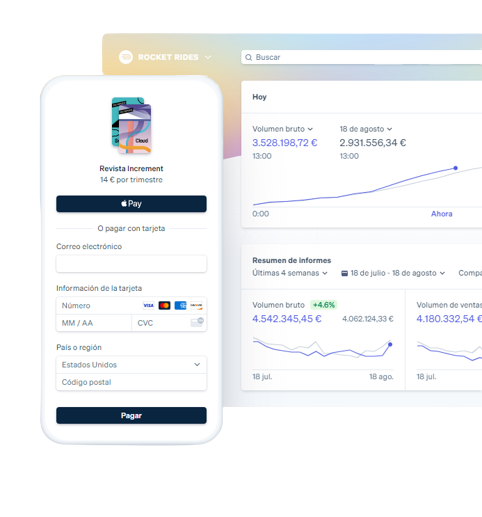 ROCKET RIDES
Buscar
Hoy
Volumen bruto
18 de agosto
3.528.198,72 €
2.931.556,34 €
13:00
13:00
0:00
Ahora
Resumen de informes
Últimas 4 semanas
18 de julio - 18 de agosto
Compa
Volumen bruto +4.6%
4.542.345,45 €
4.062.124,33 €
18 jul.
18 ago.
Volumen de ventas
4.180.332,54 €
18 jul.
Cloud
Revista Increment
14 € por trimestre
Pay
O pagar con tarjeta
Correo electrónico
Información de la tarjeta
Número
VISA
MM / AA
CVC
País o región
Estados Unidos
Código postal
Pagar